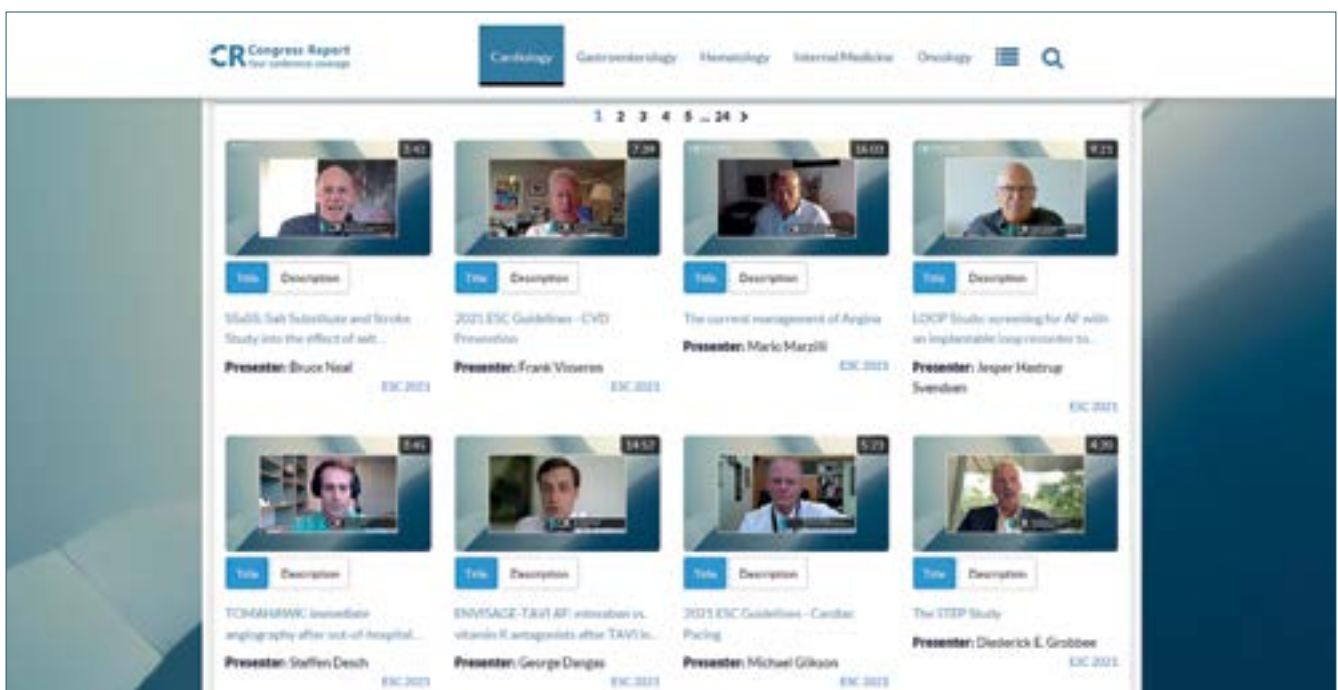 CR Congress Report
Your conference coverage
Cardiology Gastroenterology Hematology Internal Medicine Oncology
1 2 3 4 5 ... 24 >
7:39 16:03 9:21
Title Description Title Description Title Description Title Description
SSaSS: Salt Substitute and Stroke
Study into the effect of salt...
Presenter: Bruce Neal
ESC 2021
2021 ESC Guidelines - CVD
Prevention
Presenter: Frank Visseren
ESC 2021
The current management of Angina
Presenter: Mario Marzilli
ESC 2021
LOOP Study: screening for AF with
an implantable loop recorder to...
Presenter: Jesper Hastrup
Svendsen
ESC 2021
14:52 5:23 4:20
Title Description Title Description Title Description Title Description
TOMAHAWK: immediate
angiography after out-of-hospital...
Presenter: Steffen Desch
ESC 2021
ENVISAGE-TAVI AF: edoxaban vs.
vitamin K antagonists after TAVI in...
Presenter: George Dangas
ESC 2021
2021 ESC Guidelines - Cardiac
Pacing
Presenter: Michael Glikson
ESC 2021
The STEP Study
Presenter: Diederick E. Grobbee
ESC 2021